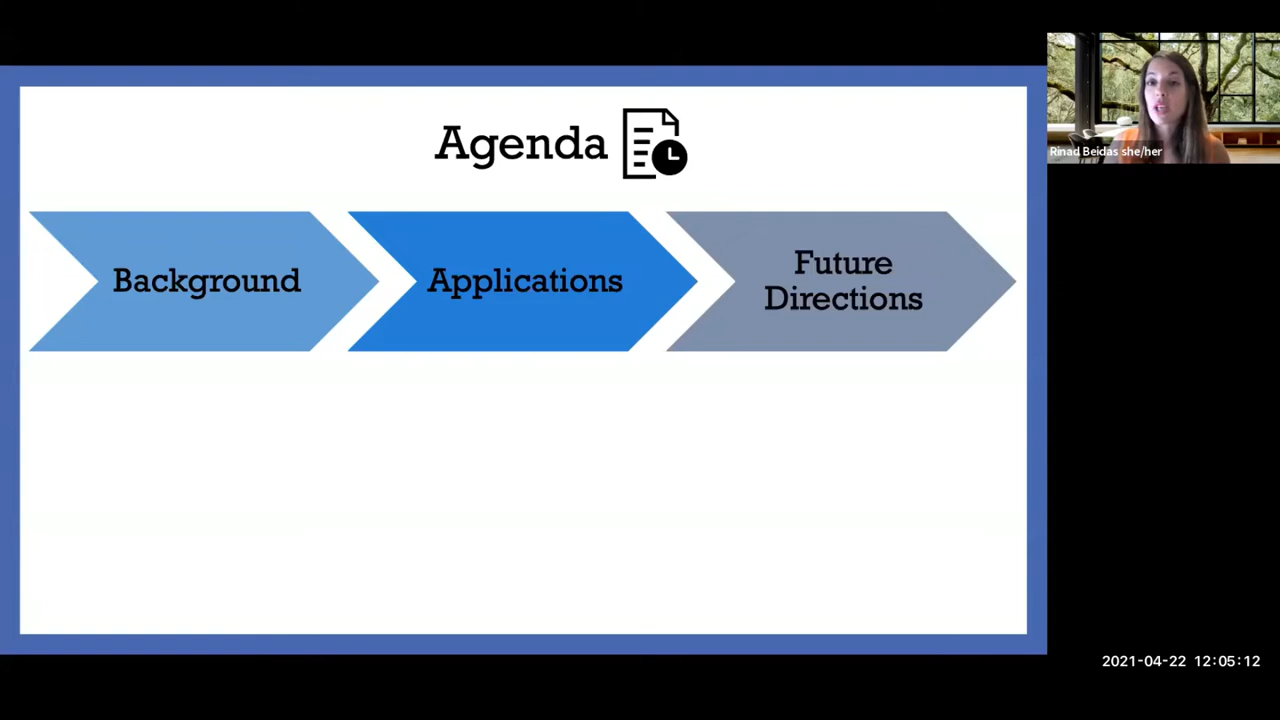 Agenda
Background
Applications
Future
Directions
Rinad Beidas she/her
2021-04-22 12:05:12